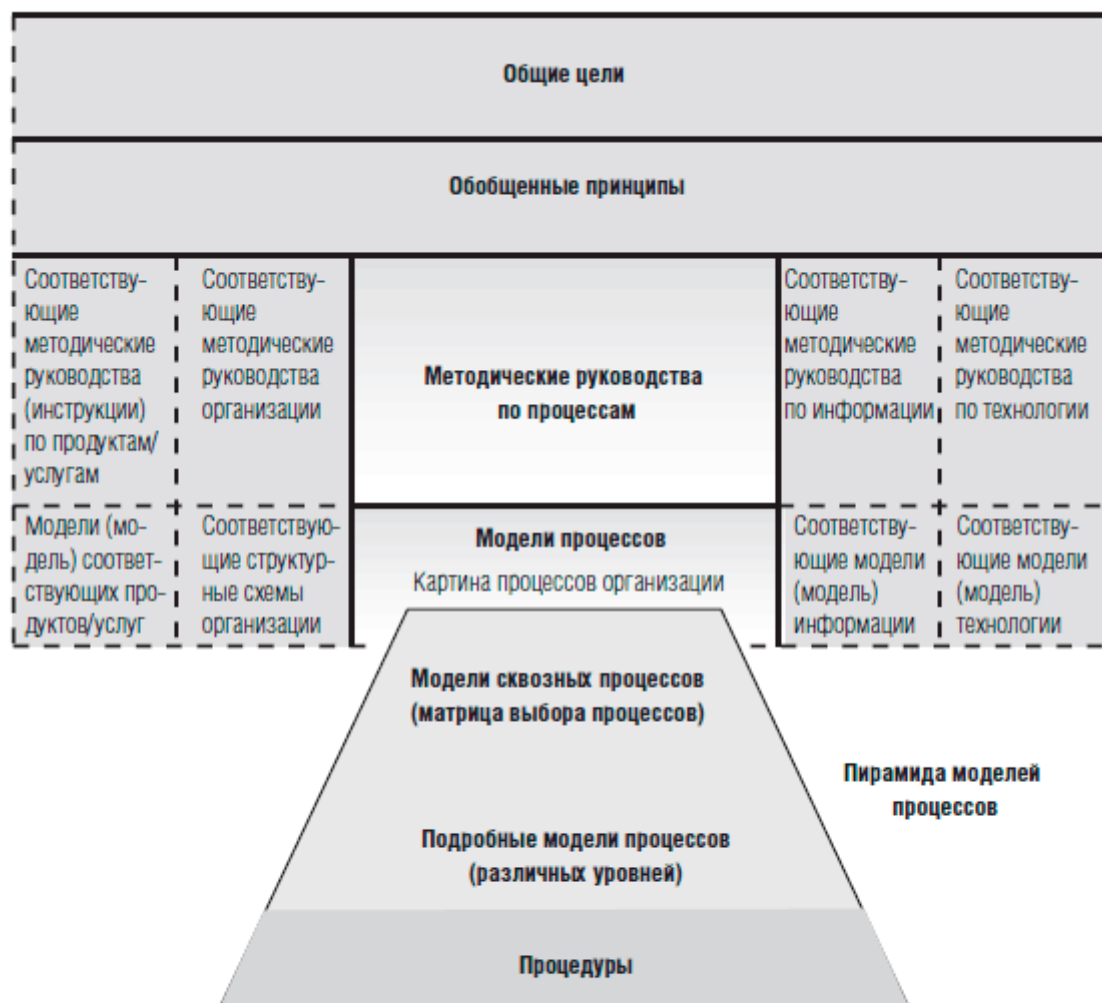 Общие цели
Обобщенные принципы
Соответству-
ющие
методические
руководства
(инструкции)
по продуктам/
услугам
Соответству-
ющие
методические
руководства
организации
Методические руководства
по процессам
Соответству-
ющие
методические
руководства
по информации
Соответству-
ющие
методические
руководства
по технологии
Модели (мо-
дель) соответ-
ствующих про-
дуктов/услуг
Соответствую-
щие структур-
ные схемы
организации
Модели процессов
Картина процессов организации
Соответству-
ющие модели
(модель)
информации
Соответству-
ющие модели
(модель)
технологии
Модели сквозных процессов
(матрица выбора процессов)
Пирамида моделей
процессов
Подробные модели процессов
(различных уровней)
Процедуры